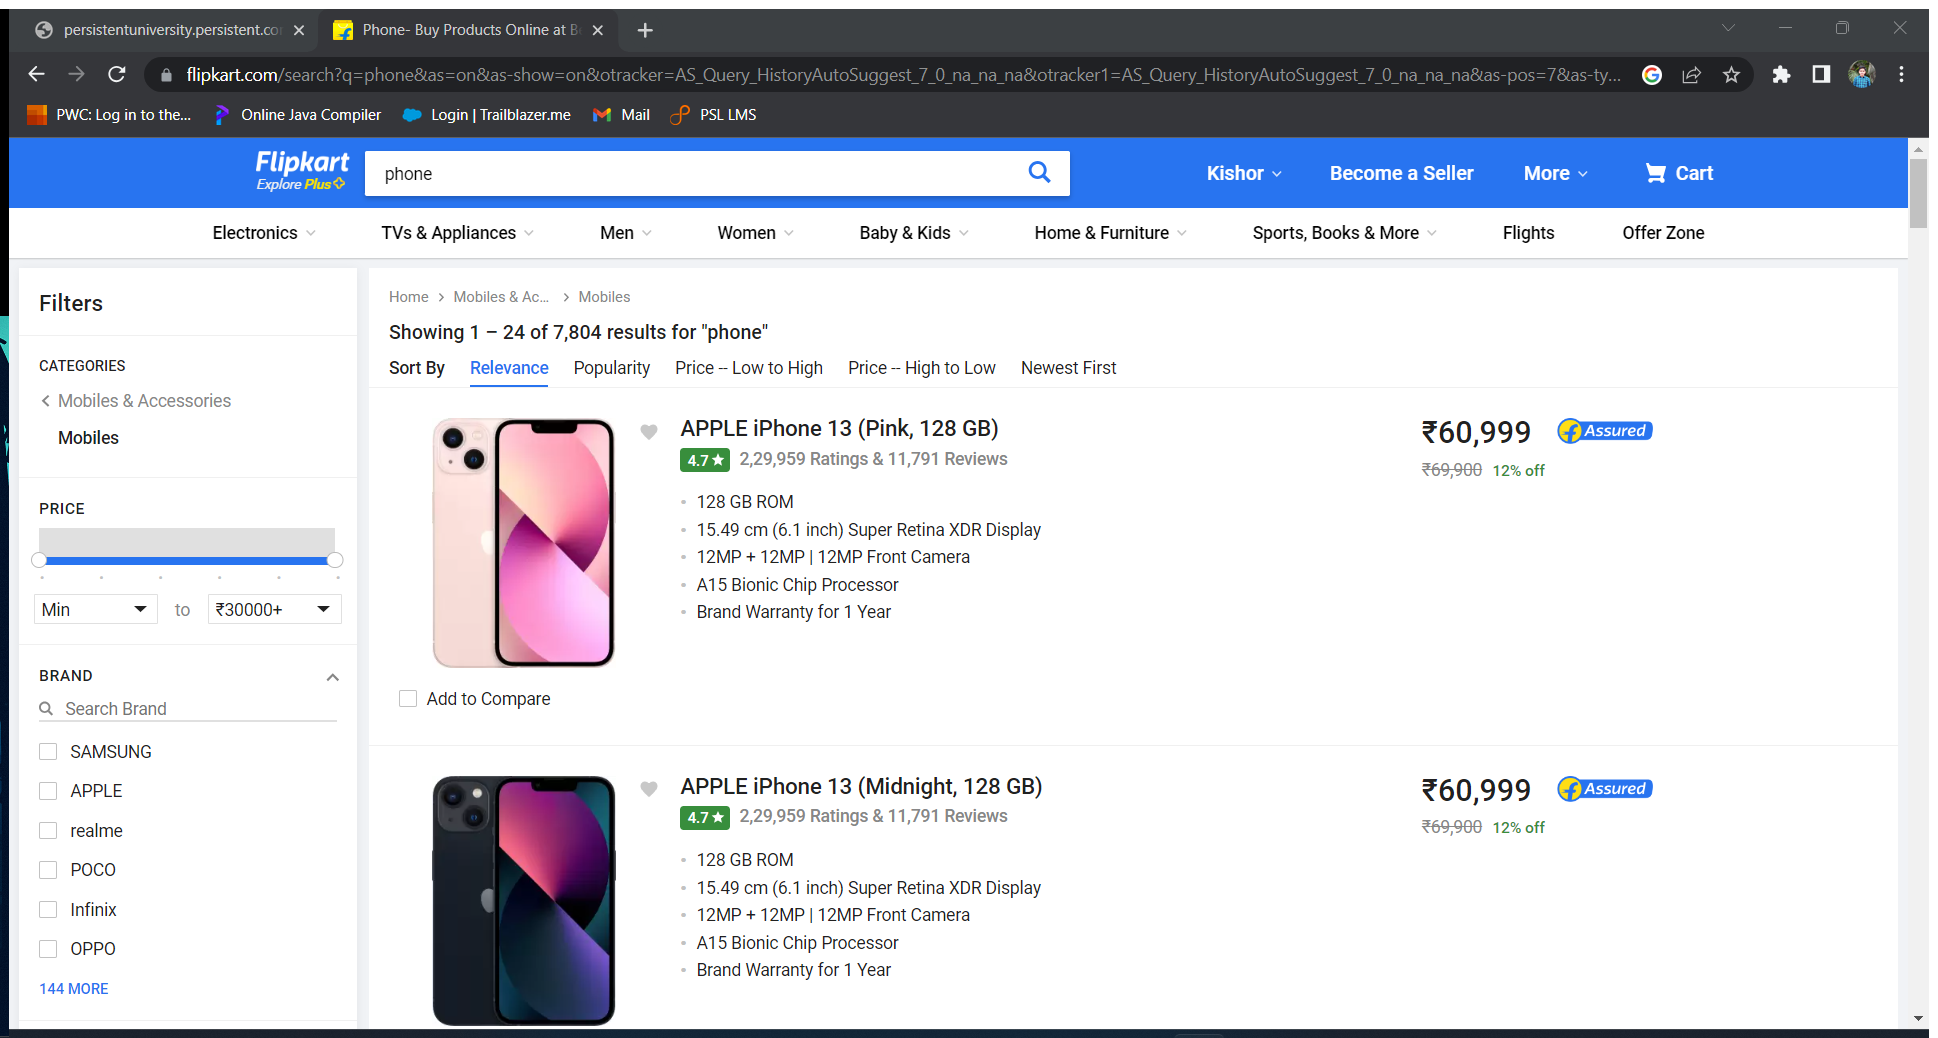 persistentuniversity.persistent.co
Phone- Buy Products Online at B
flipkart.com/search?q=phone&as=on&as-show=on&otracker=AS_Query_HistoryAutoSuggest_7_0_na_na_na&otracker1=AS_Query_HistoryAutoSuggest_7_0_na_na_na&as-pos=7&as-ty...
PWC: Log in to the... Online Java Compiler Login | Trailblazer.me Mail PSL LMS
Flipkart
Explore Plus
phone
Kishor Become a Seller More Cart
Electronics TVs & Appliances Men Women Baby & Kids Home & Furniture Sports, Books & More Flights Offer Zone
Filters
CATEGORIES
Mobiles & Accessories
Mobiles
PRICE
Min to ₹30000+
BRAND
Search Brand
SAMSUNG
APPLE
realme
POCO
Infinix
OPPO
144 MORE
Home Mobiles & Ac... Mobiles
Showing 1 – 24 of 7,804 results for "phone"
Sort By Relevance Popularity Price -- Low to High Price -- High to Low Newest First
APPLE iPhone 13 (Pink, 128 GB)
4.7★ 2,29,959 Ratings & 11,791 Reviews
128 GB ROM
15.49 cm (6.1 inch) Super Retina XDR Display
12MP + 12MP | 12MP Front Camera
A15 Bionic Chip Processor
Brand Warranty for 1 Year
₹60,999 Assured
₹69,900 12% off
Add to Compare
APPLE iPhone 13 (Midnight, 128 GB)
4.7★ 2,29,959 Ratings & 11,791 Reviews
128 GB ROM
15.49 cm (6.1 inch) Super Retina XDR Display
12MP + 12MP | 12MP Front Camera
A15 Bionic Chip Processor
Brand Warranty for 1 Year
₹60,999 Assured
₹69,900 12% off